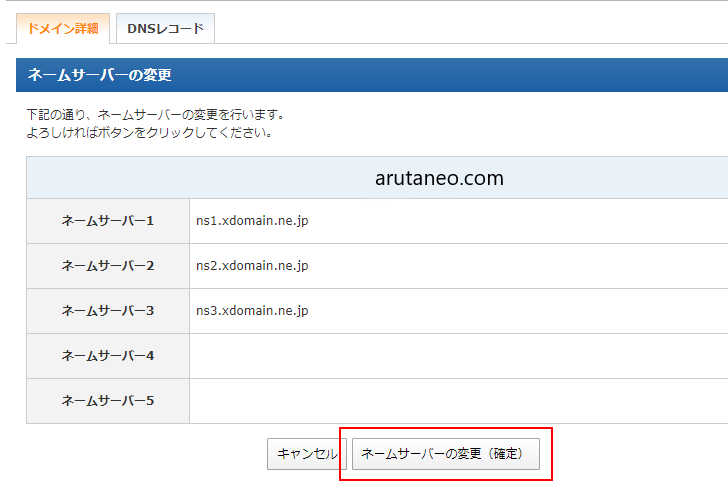 ドメイン詳細 DNSレコード
ネームサーバーの変更
下記の通り、ネームサーバーの変更を行います。
よろしければボタンをクリックしてください。
arutaneo.com
ネームサーバー1 ns1.xdomain.ne.jp
ネームサーバー2 ns2.xdomain.ne.jp
ネームサーバー3 ns3.xdomain.ne.jp
ネームサーバー4
ネームサーバー5
キャンセル ネームサーバーの変更（確定）